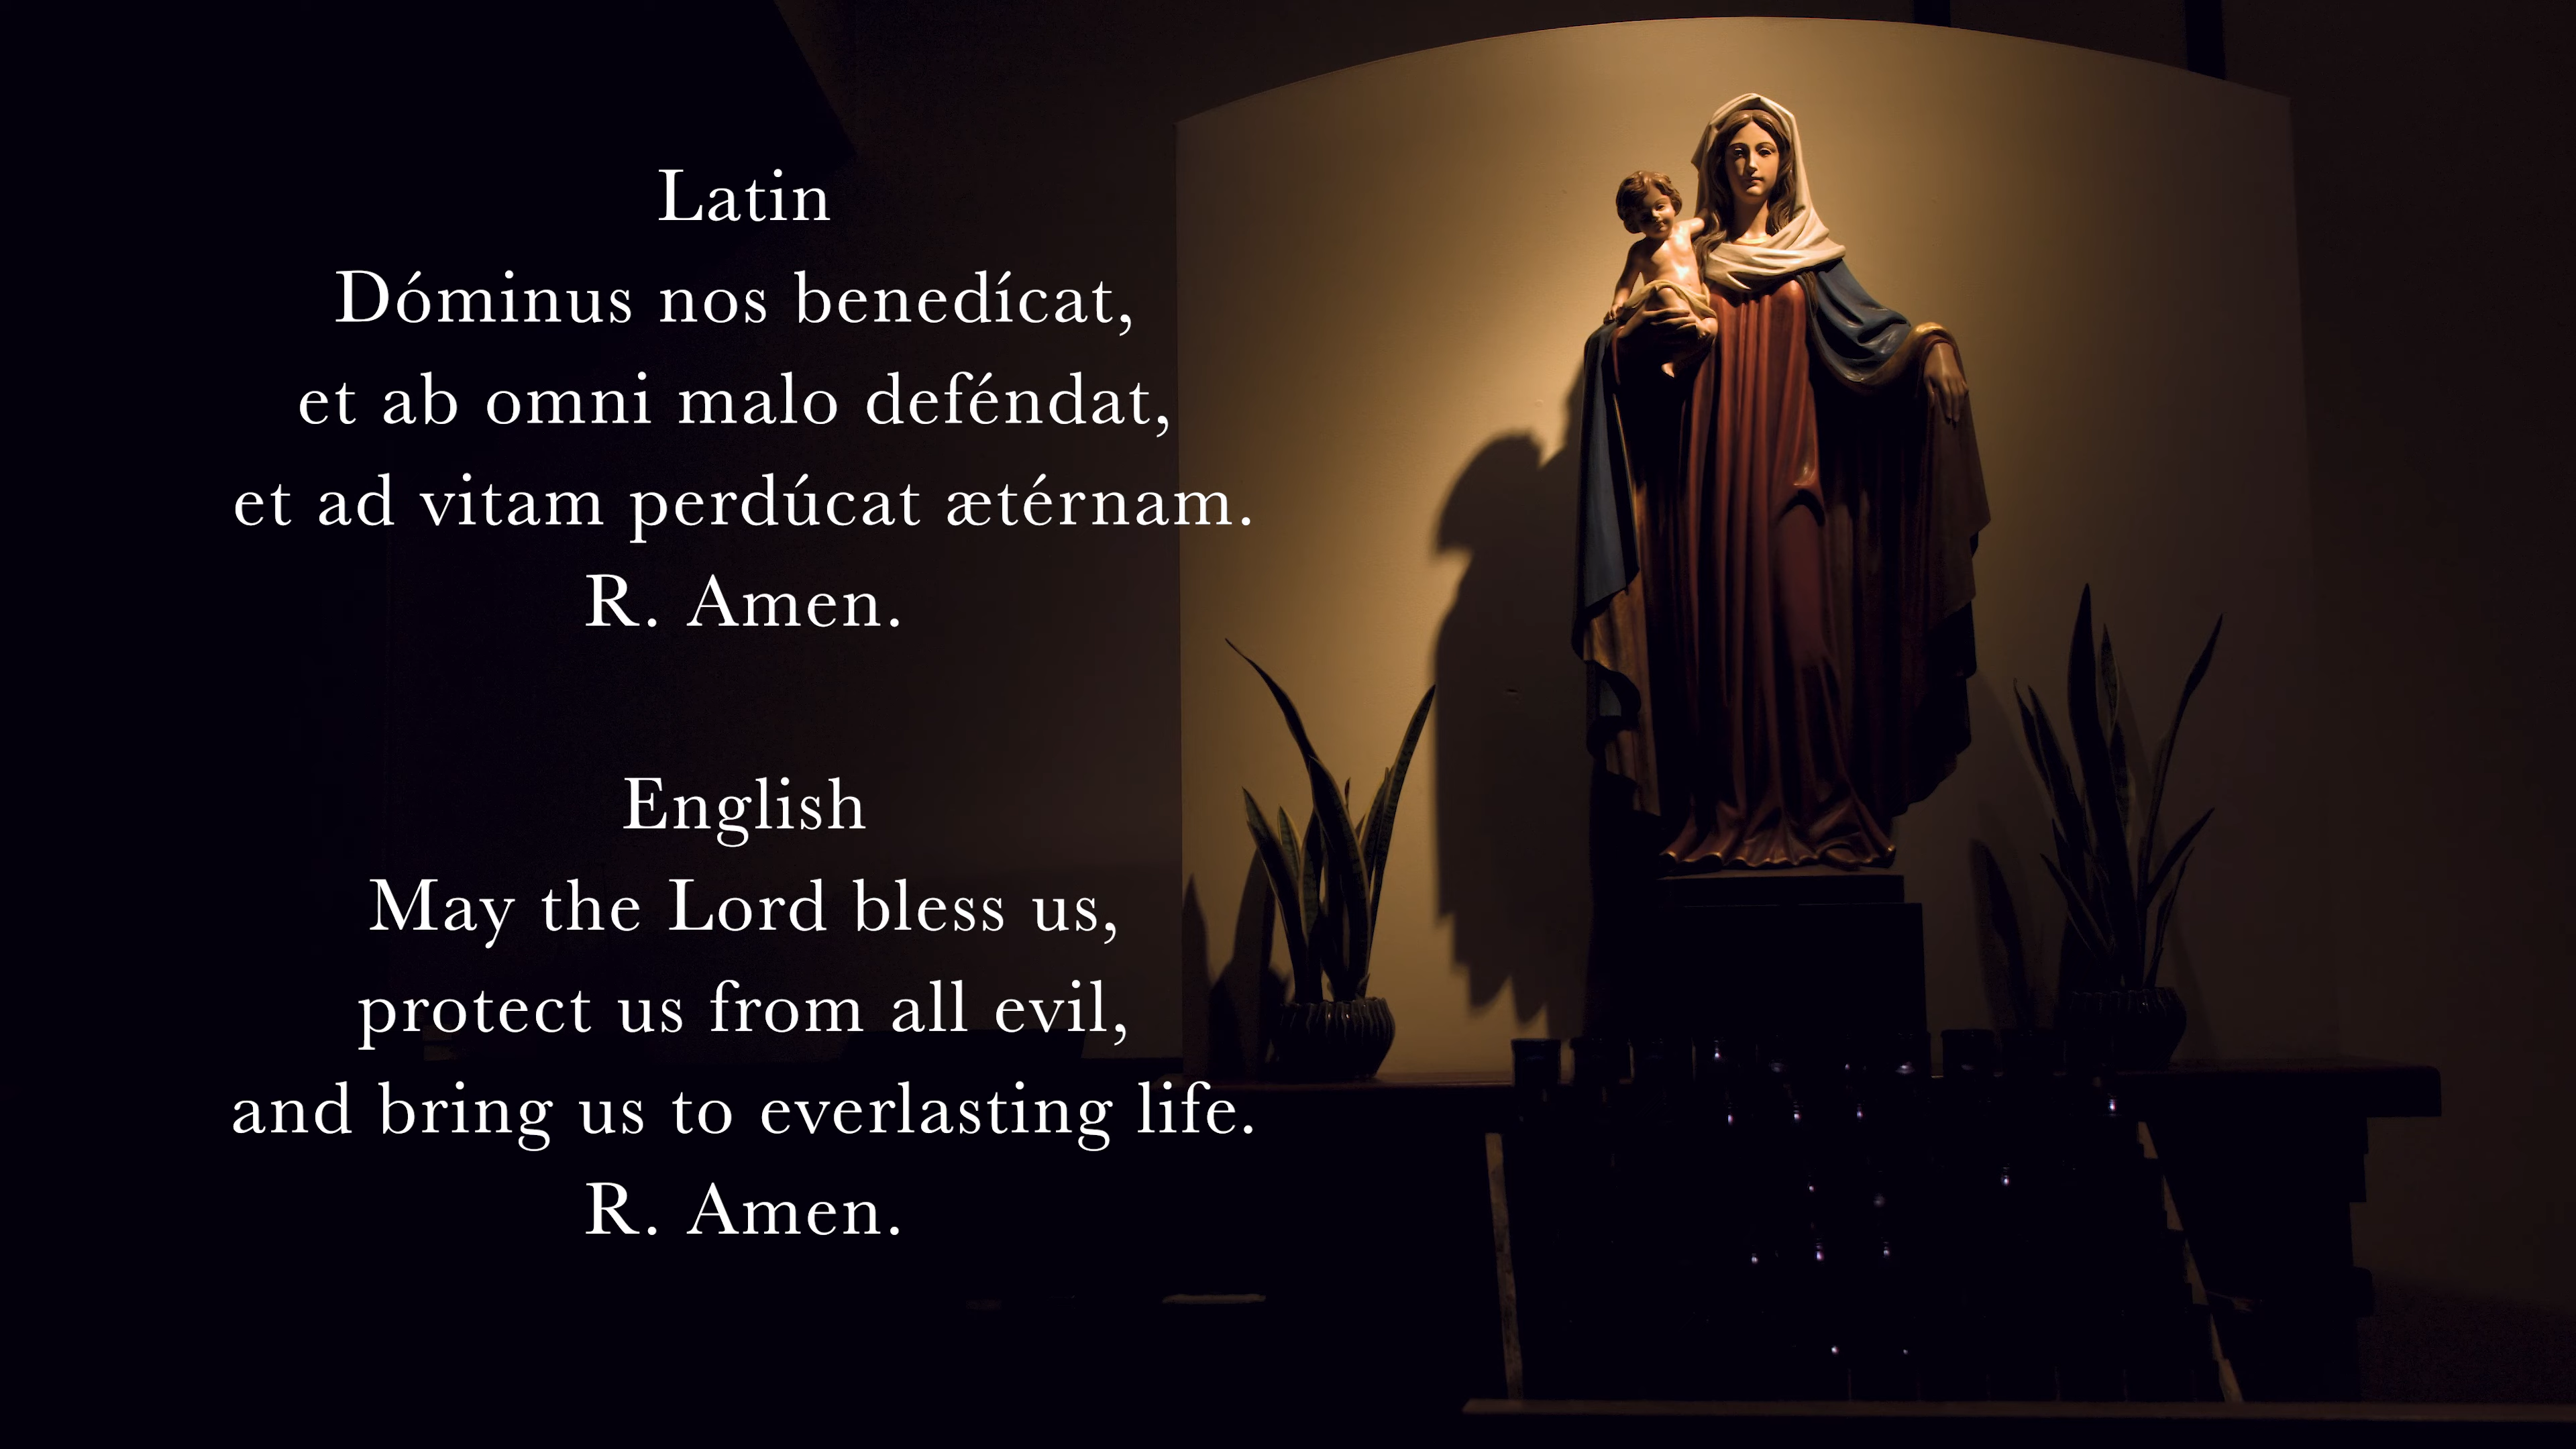 Latin
Dóminus nos benedícat,
et ab omni malo deféndat,
et ad vitam perdúcat ætérnam.
R. Amen.
English
May the Lord bless us,
protect us from all evil,
and bring us to everlasting life.
R. Amen.